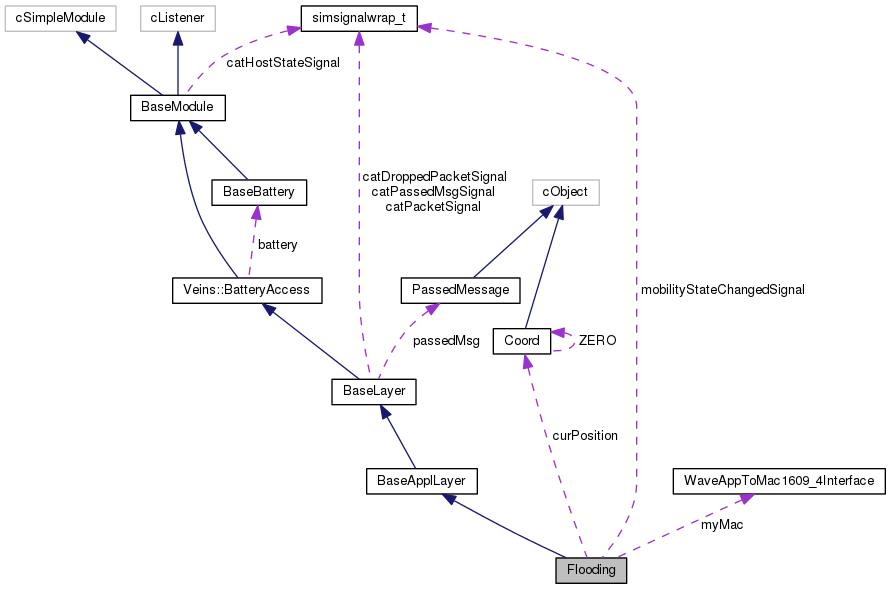 cSimpleModule
cListener
simsignalwrap_t
catHostStateSignal
BaseModule
catDroppedPacketSignal
catPassedMsgSignal
catPacketSignal
BaseBattery
cObject
battery
Veins::BatteryAccess
PassedMessage
mobilityStateChangedSignal
passedMsg
Coord
ZERO
BaseLayer
curPosition
BaseApplLayer
WaveAppToMac1609_4Interface
myMac
Flooding